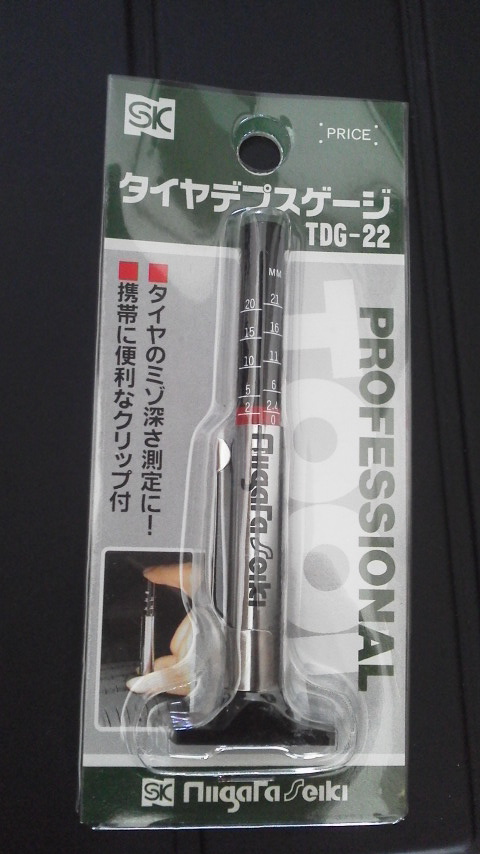 SK
PRICE
タイヤデプスゲージ
TDG-22
■タイヤのミゾ深さ測定に!
■携帯に便利なクリップ付
MM
20 21
15 16
10 11
5 6
2 2.4
0
Niigata Seiki
PROFESSIONAL
TOOL
SK Niigata Seiki